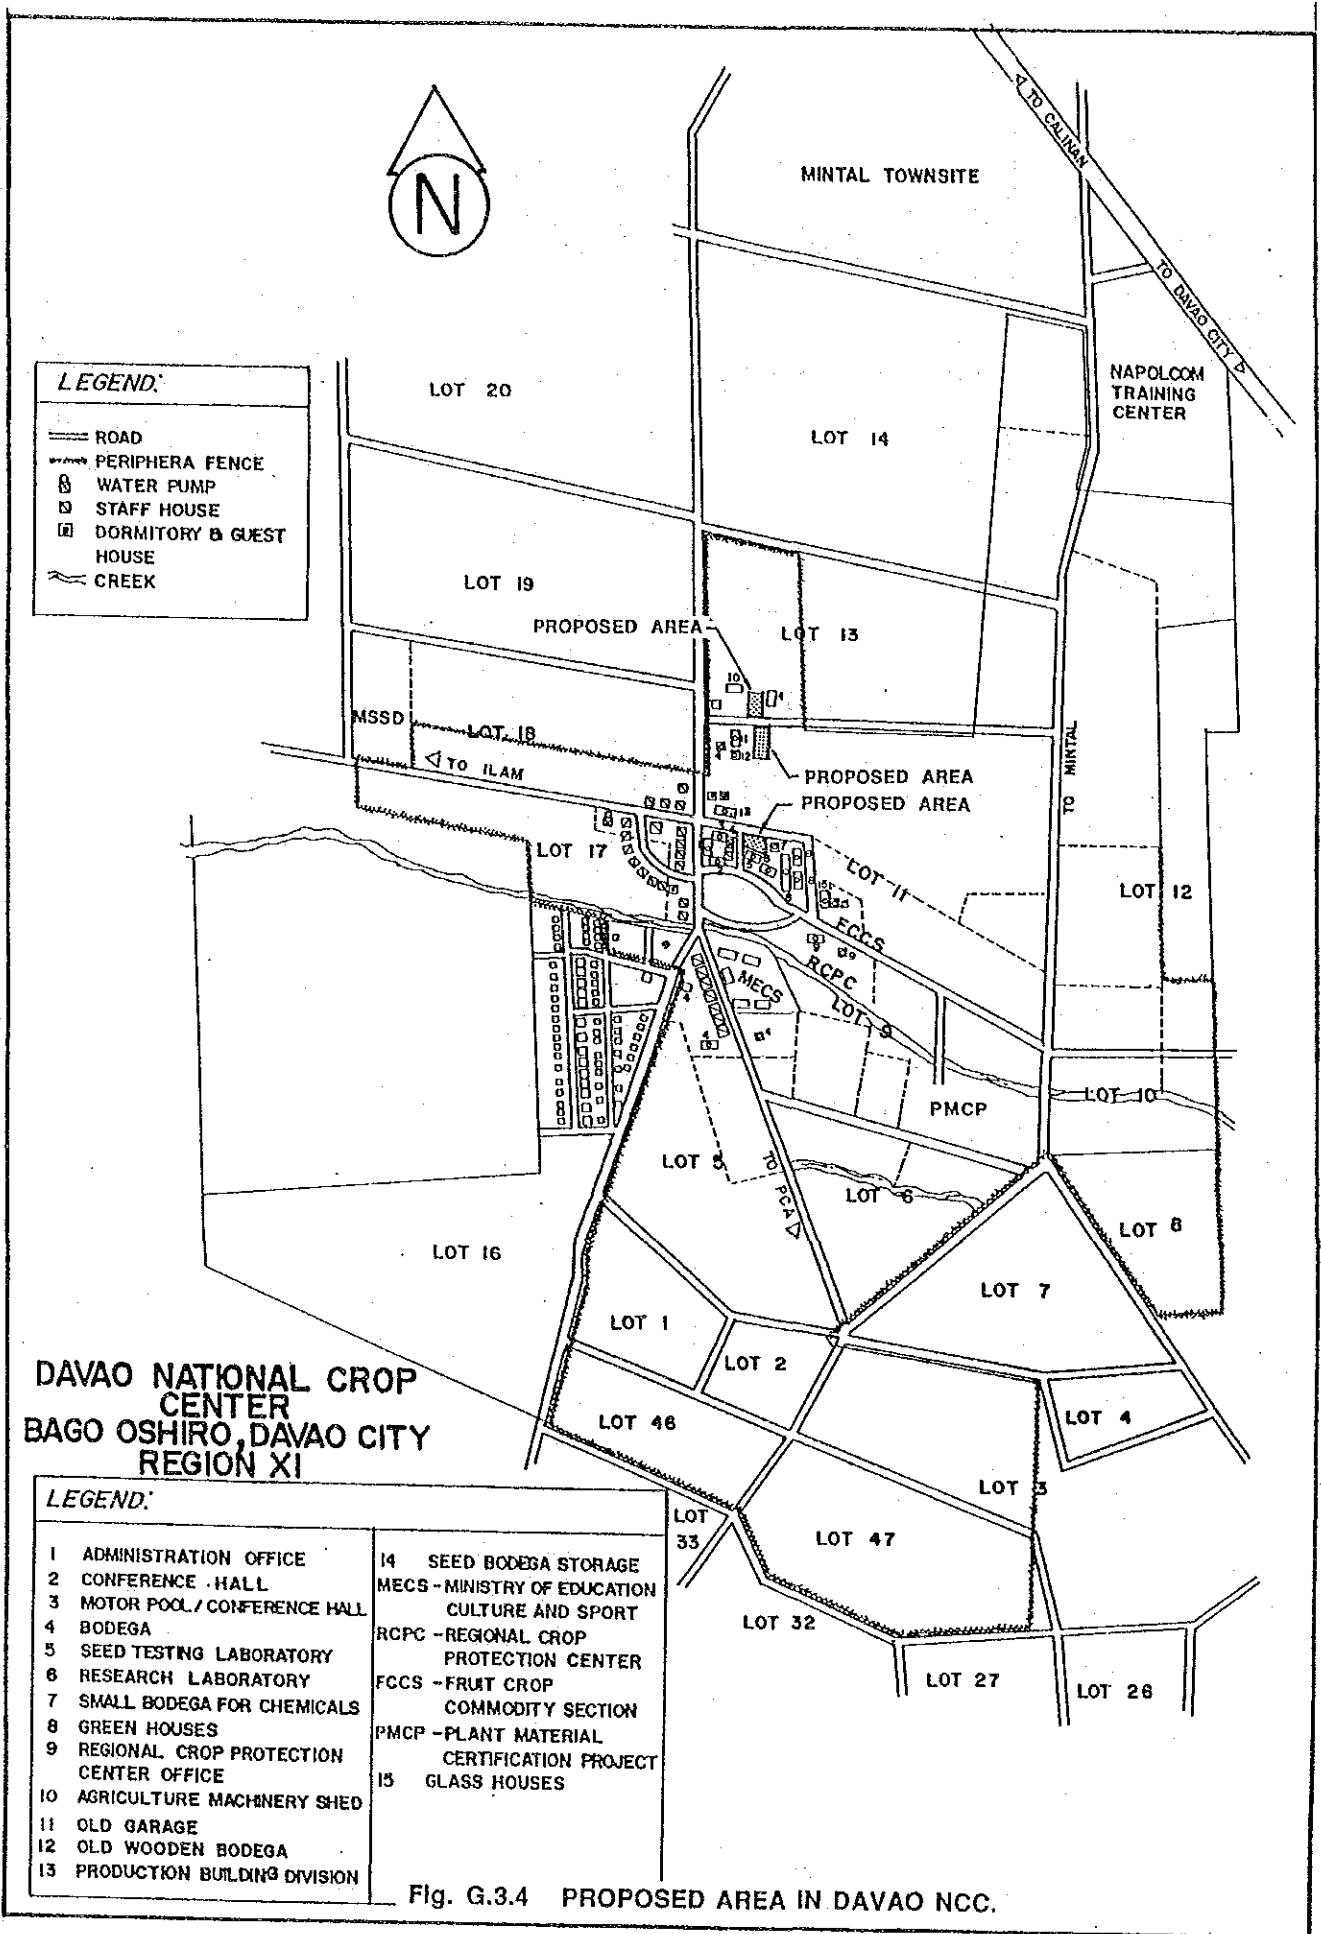 TO CALINAN
MINTAL TOWNSITE
N
TO DAVAO CITY
LEGEND:
ROAD
PERIPHERA FENCE
WATER PUMP
STAFF HOUSE
DORMITORY & GUEST
HOUSE
CREEK
LOT 20
NAPOLCOM
TRAINING
CENTER
LOT 14
LOT 19
PROPOSED AREA
LOT 13
10
4
MSSD
LOT 18
11
4
12
TO MINTAL
TO ILAM
PROPOSED AREA
PROPOSED AREA
13
LOT 17
LOT 11
LOT 12
FCCS
9
RCPC
MECS
LOT 9
4
4
LOT 10
PMCP
LOT 5
TO PCA
LOT 6
LOT 8
LOT 16
LOT 7
LOT 1
LOT 2
DAVAO NATIONAL CROP
CENTER
BAGO OSHIRO, DAVAO CITY
REGION XI
LOT 46
LOT 4
LOT 3
LOT
33
LOT 47
LOT 32
LOT 27
LOT 26
LEGEND:
1 ADMINISTRATION OFFICE
2 CONFERENCE HALL
3 MOTOR POOL/CONFERENCE HALL
4 BODEGA
5 SEED TESTING LABORATORY
6 RESEARCH LABORATORY
7 SMALL BODEGA FOR CHEMICALS
8 GREEN HOUSES
9 REGIONAL CROP PROTECTION
CENTER OFFICE
10 AGRICULTURE MACHINERY SHED
11 OLD GARAGE
12 OLD WOODEN BODEGA
13 PRODUCTION BUILDING DIVISION
14 SEED BODEGA STORAGE
MECS - MINISTRY OF EDUCATION
CULTURE AND SPORT
RCPC - REGIONAL CROP
PROTECTION CENTER
FCCS - FRUIT CROP
COMMODITY SECTION
PMCP - PLANT MATERIAL
CERTIFICATION PROJECT
15 GLASS HOUSES
Fig. G.3.4 PROPOSED AREA IN DAVAO NCC.